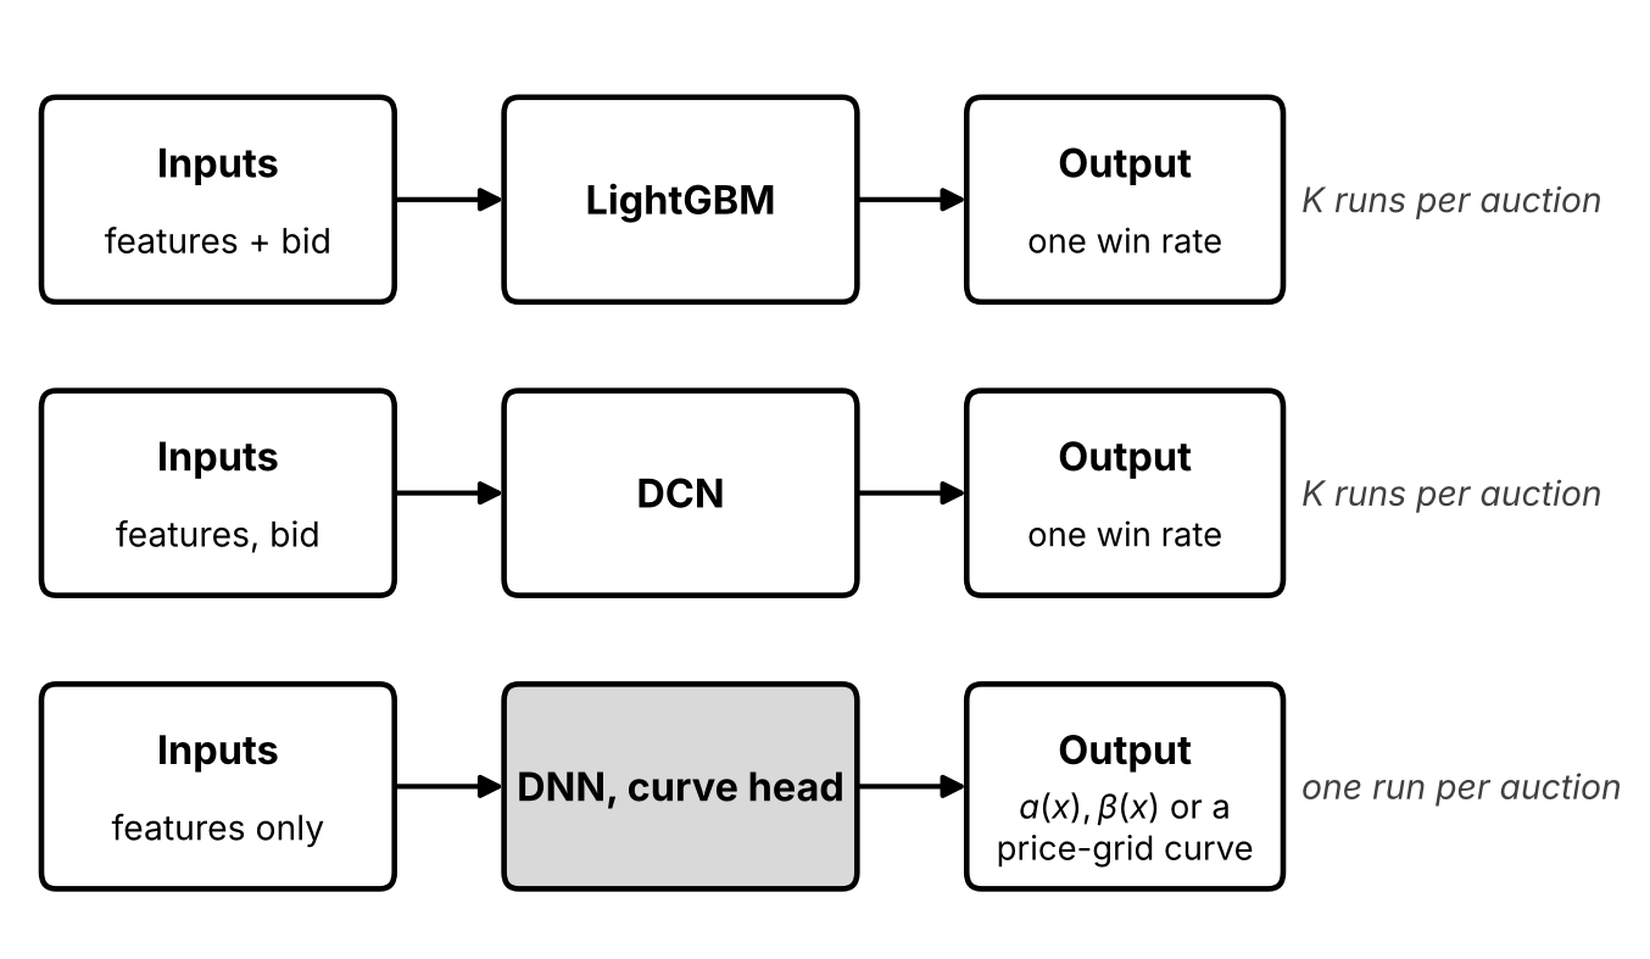 Inputs
features + bid
LightGBM
Output
one win rate
K runs per auction
Inputs
features, bid
DCN
Output
one win rate
K runs per auction
Inputs
features only
DNN, curve head
Output
α(x), β(x) or a
price-grid curve
one run per auction